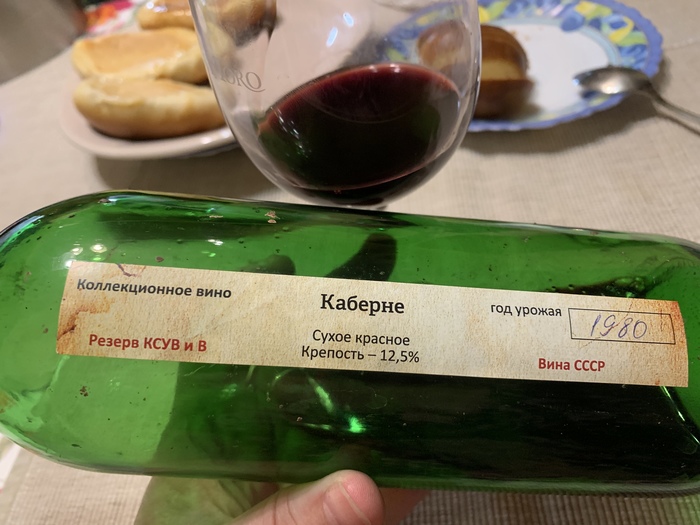 Коллекционное вино
Резерв КСУВ и В
Каберне
Сухое красное
Крепость – 12,5%
год урожая 1980
Вина СССР